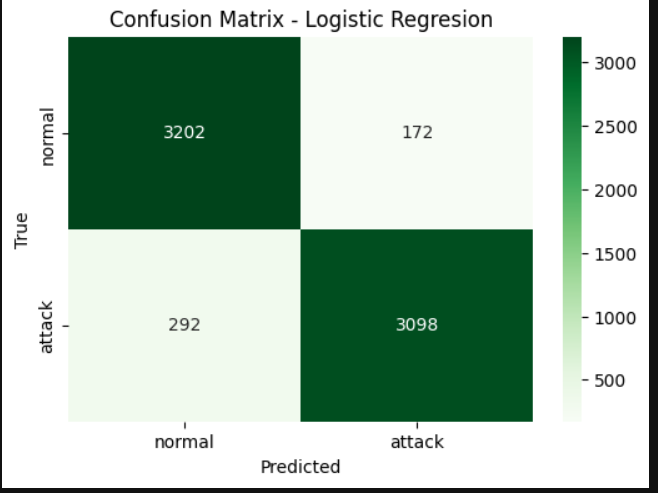 Confusion Matrix - Logistic Regresion
normal
3202
172
3000
2500
2000
True
1500
attack
292
3098
1000
500
normal
attack
Predicted